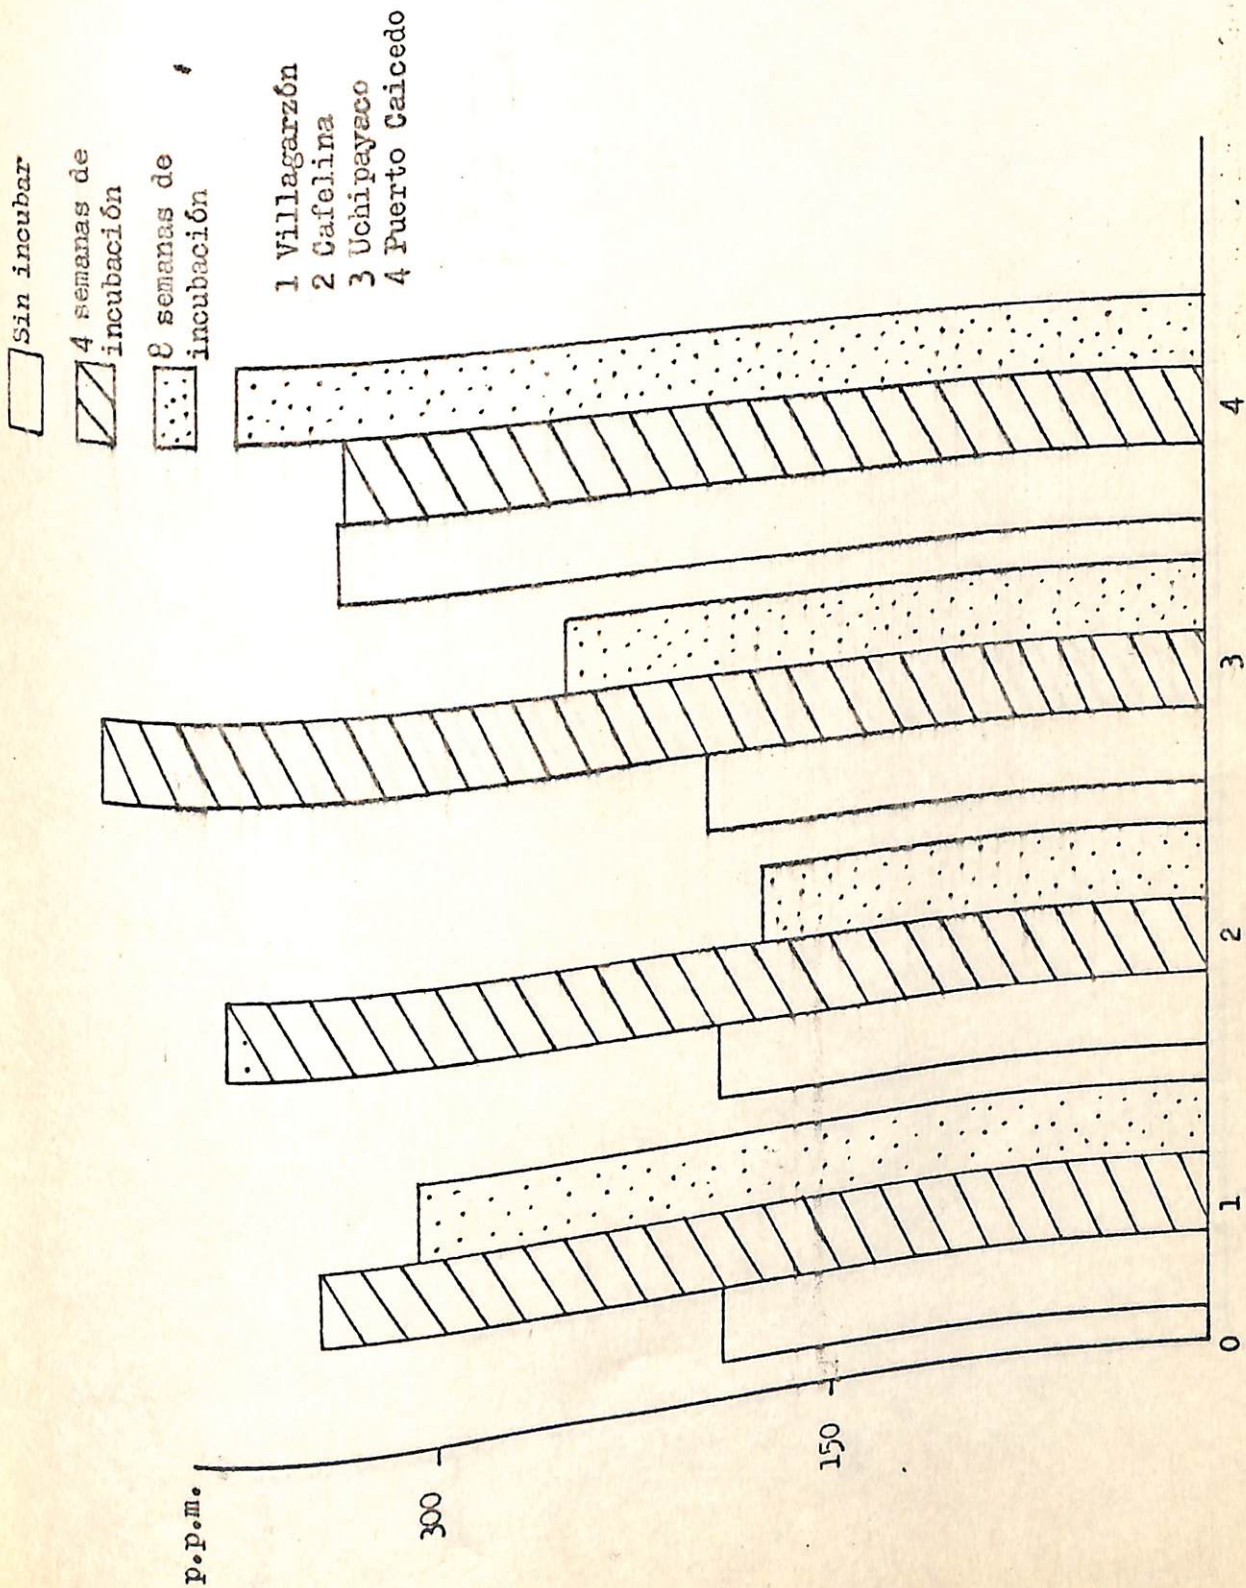 Sin incubar
4 semanas de
incubación
8 semanas de
incubación
1 Villagarzón
2 Cafelina
3 Uchipayaco
4 Puerto Caicedo
p.p.m.
300
150
0
1
2
3
4